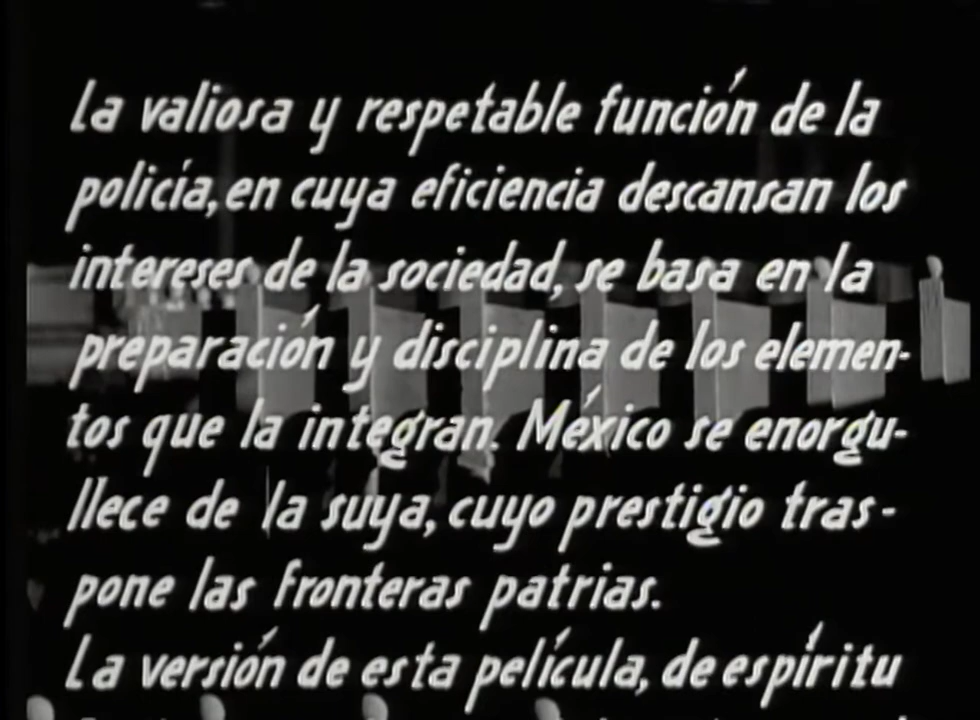 La valiosa y respetable función de la
policía, en cuya eficiencia descansan los
intereses de la sociedad, se basa en la
preparación y disciplina de los elemen-
tos que la integran. México se enorgu-
llece de la suya, cuyo prestigio tras-
pone las fronteras patrias.
La versión de esta película, de espíritu